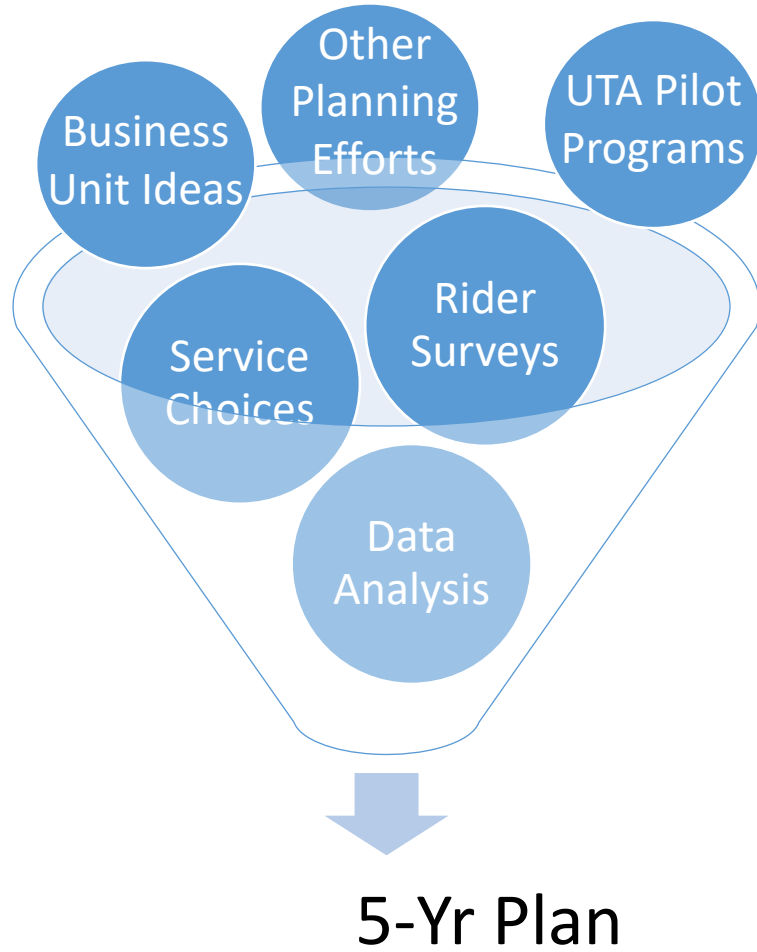 Other
Planning
Efforts
Business
Unit Ideas
UTA Pilot
Programs
Rider
Surveys
Service
Choices
Data
Analysis
5-Yr Plan